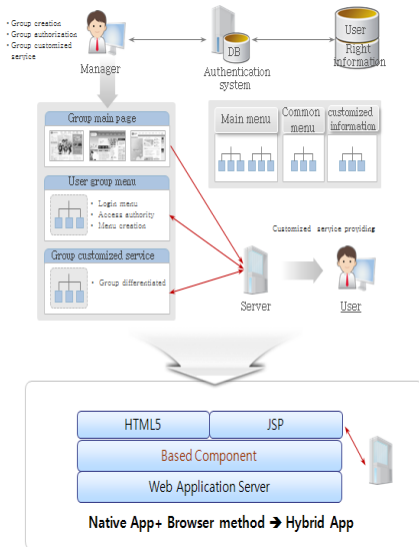 • Group creation
• Group authorization
• Group customized
service
Manager
DB
Authentication
system
User
Right
information
Group main page
User group menu
• Login menu
• Access authority
• Menu creation
Group customized service
• Group differentiated
Main menu
Common
menu
customized
information
Customized service providing
Server
User
HTML5
JSP
Based Component
Web Application Server
Native App+ Browser method ➔ Hybrid App